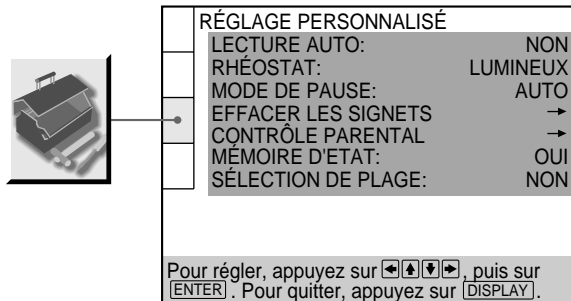 RÉGLAGE PERSONNALISÉ
LECTURE AUTO: NON
RHÉOSTAT: LUMINEUX
MODE DE PAUSE: AUTO
EFFACER LES SIGNETS →
CONTRÔLE PARENTAL →
MÉMOIRE D'ETAT: OUI
SÉLECTION DE PLAGE: NON
Pour régler, appuyez sur ←↑↓→, puis sur
ENTER . Pour quitter, appuyez sur DISPLAY .